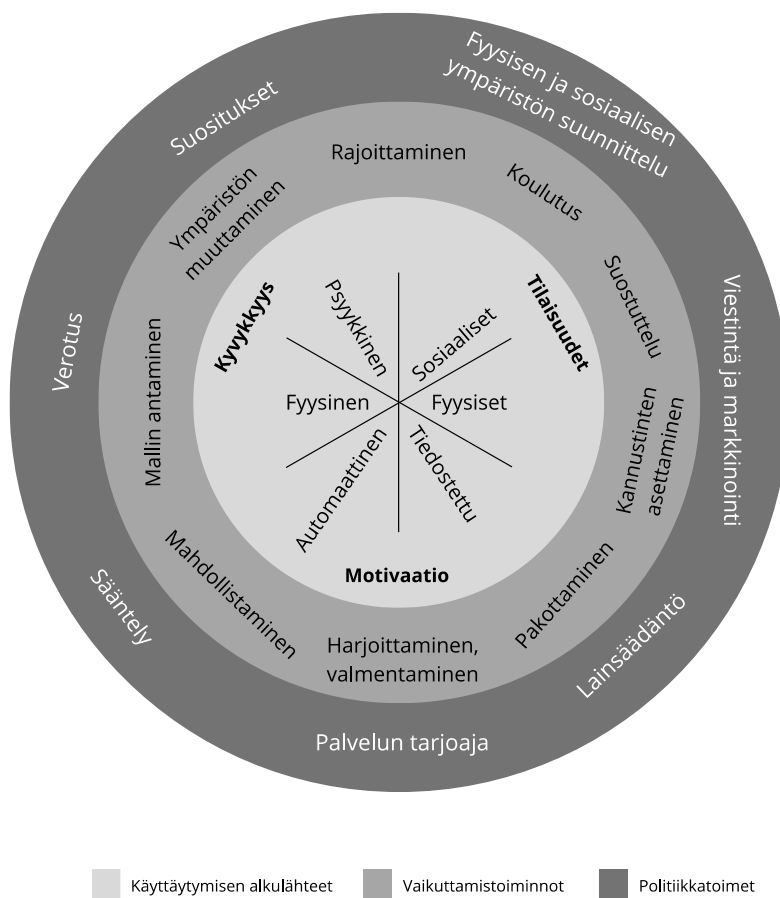 Fyysisen ja sosiaalisen
ympäristön suunnittelu
Viestintä ja markkinointi
Lainsäädäntö
Palvelun tarjoaja
Sääntely
Verotus
Suositukset
Rajoittaminen
Koulutus
Suostuttelu
Kannustinten
asettaminen
Pakottaminen
Harjoittaminen,
valmentaminen
Mahdollistaminen
Mallin antaminen
Ympäristön
muuttaminen
Kyvykkyys
Psyykkinen
Fyysinen
Tilaisuudet
Sosiaaliset
Fyysiset
Automaattinen
Tiedostettu
Motivaatio
Käyttäytymisen alkulähteet
Vaikuttamistoiminnot
Politiikkatoimet